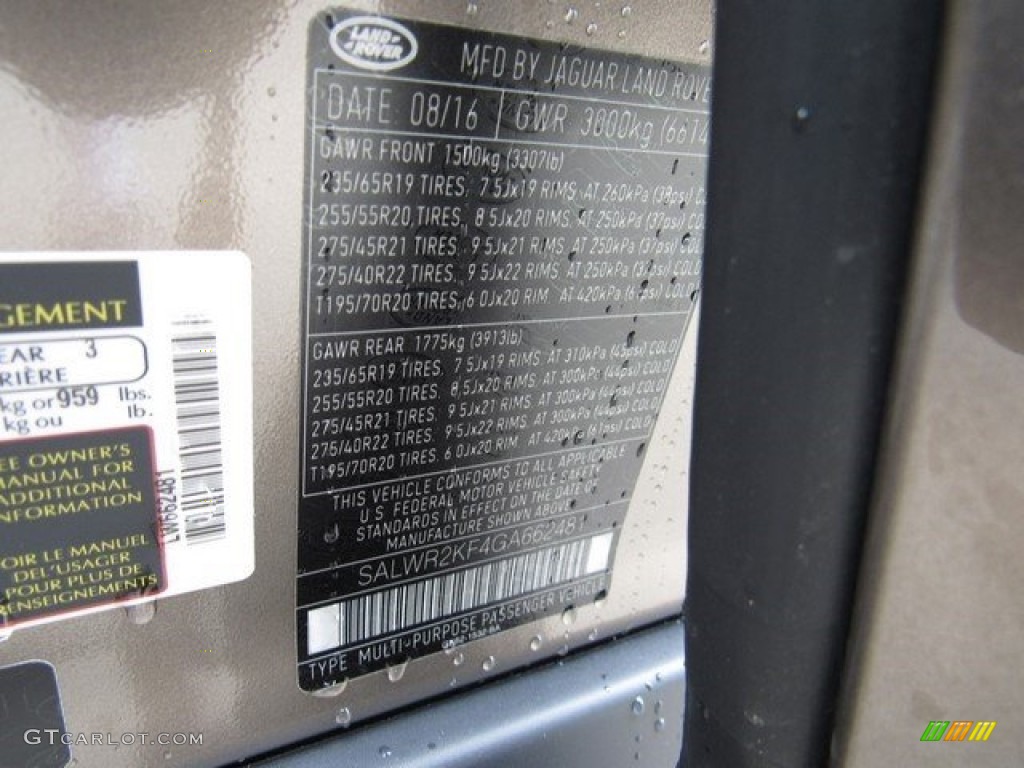 LAND
ROVER
MFD BY JAGUAR LAND ROVE
DATE 08/16 GWR 3000kg (6614
GAWR FRONT 1500kg (3307lb)
235/65R19 TIRES, 7.5Jx19 RIMS. AT 260kPa (38psi) C
255/55R20 TIRES, 8.5Jx20 RIMS. AT 250kPa (37psi) COL
275/45R21 TIRES, 9.5Jx21 RIMS. AT 250kPa (37psi) COL
275/40R22 TIRES, 9.5Jx22 RIMS. AT 250kPa (37psi) COLD
T195/70R20 TIRES, 6.0Jx20 RIM. AT 420kPa (61psi) COLD
GAWR REAR 1775kg (3913lb)
235/65R19 TIRES, 7.5Jx19 RIMS. AT 310kPa (45psi) COLD
255/55R20 TIRES, 8.5Jx20 RIMS. AT 300kPa (44psi) COLD
275/45R21 TIRES, 9.5Jx21 RIMS. AT 300kPa (44psi) COLD
275/40R22 TIRES, 9.5Jx22 RIMS. AT 300kPa (44psi) COLD
T195/70R20 TIRES, 6.0Jx20 RIM. AT 420kPa (61psi) COLD
THIS VEHICLE CONFORMS TO ALL APPLICABLE
U.S. FEDERAL MOTOR VEHICLE SAFETY
STANDARDS IN EFFECT ON THE DATE OF
MANUFACTURE SHOWN ABOVE
SALWR2KF4GA662481
TYPE MULTI-PURPOSE PASSENGER VEHICLE
GEMENT
EAR 3
RIÈRE
kg or 959 lbs.
kg ou lb.
EE OWNER'S
MANUAL FOR
ADDITIONAL
NFORMATION
OIR LE MANUEL
DEL'USAGER
POUR PLUS DE
RENSEIGNEMENTS
GTCARLOT.COM